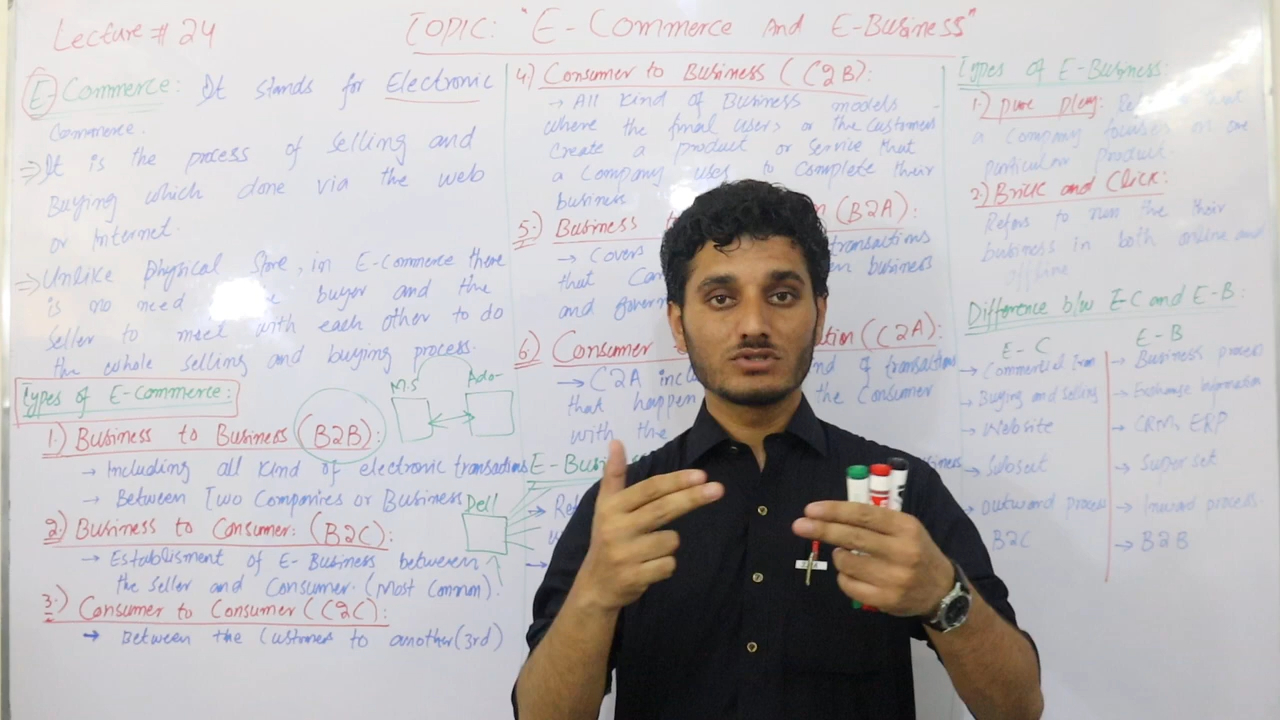 Lecture # 24
TOPIC: "E-Commerce And E-Business"
E-Commerce: It stands for Electronic
Commerce.
⇒ It is the process of selling and
Buying which done via the web
or Internet.
⇒ Unlike physical store, in E-Commerce there
is no need buyer and the
seller to meet with each other to do
the whole selling and buying process.
Types of E-Commerce:
1.) Business to Business (B2B):
→ Including all kind of electronic transactions
→ Between Two Companies or Business
2.) Business to Consumer: (B2C):
→ Establisment of E-Business between
the seller and Consumer. (Most Common).
3.) Consumer to Consumer (C2C):
→ Between the Customer to another (3rd)
M.S
Ado-
Dell
4.) Consumer to Business (C2B):
→ All kind of Business models
where the final users or the customers
Create a product or service that
a Company uses to complete their
business
5.) Business (B2A):
→ Covers transactions
that business
and
6.) Consumer (C2A):
→ C2A nd of transactions
that happen the Consumer
with the
E-Busi
Types of E-Business:
1.) pure play: that
a Company focuses on one
particular product.
2.) Brick and Click:
Refers to run the their
business in both online and
offline
Difference b/w E-C and E-B:
E-C
E-B
→ Commercial
→ Business process
→ Buying and selling
→ Exchange Information
→ Website
→ CRM, ERP
→ Subset
→ Super set
→ outward process
→ Inward process.
B2C
→ B2B